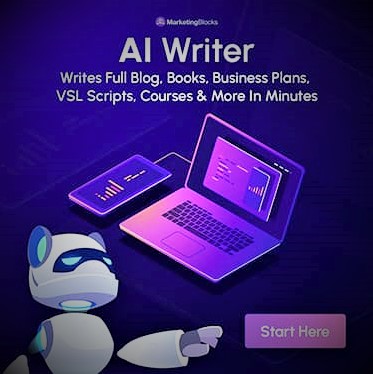 MarketingBlocks
AI Writer
Writes Full Blog, Books, Business Plans,
VSL Scripts, Courses & More In Minutes
Start Here